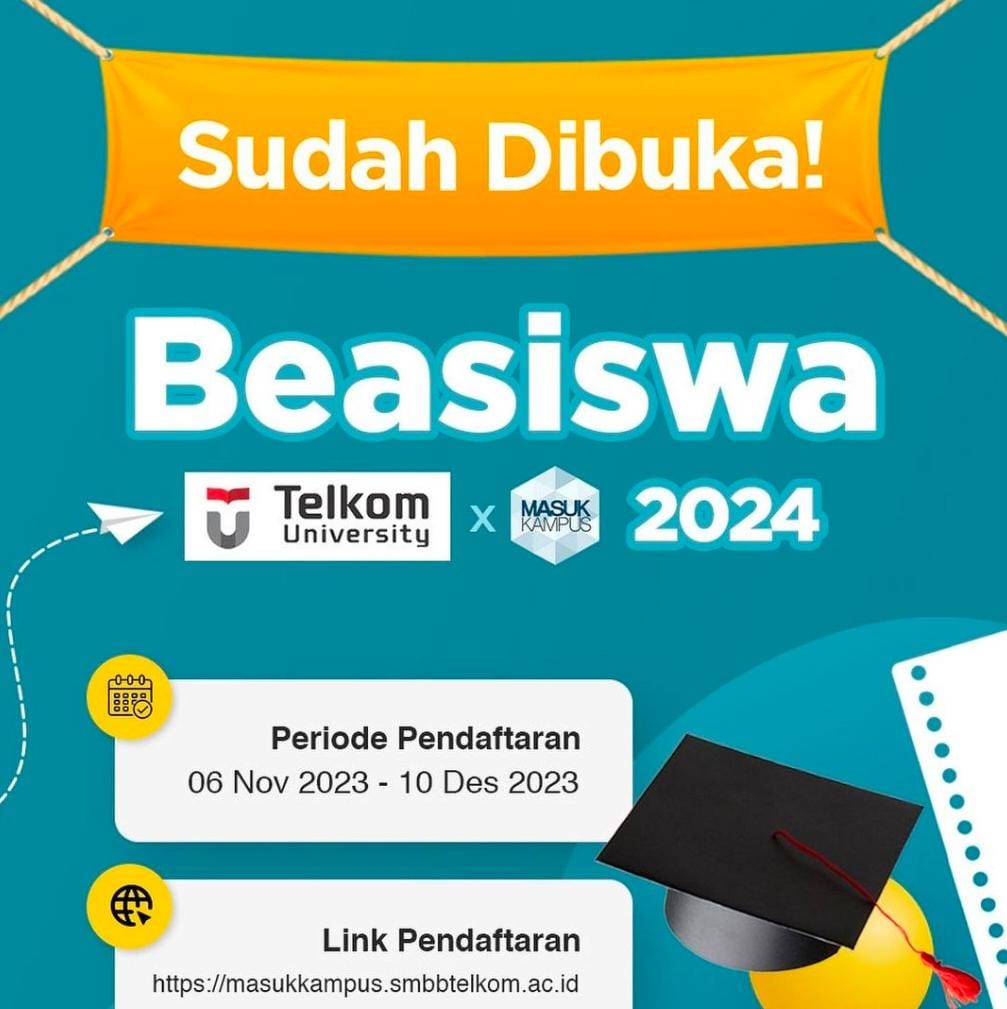 Sudah Dibuka!
Beasiswa
Telkom University x MASUK KAMPUS 2024
Periode Pendaftaran
06 Nov 2023 - 10 Des 2023
Link Pendaftaran
https://masukkampus.smbbtelkom.ac.id